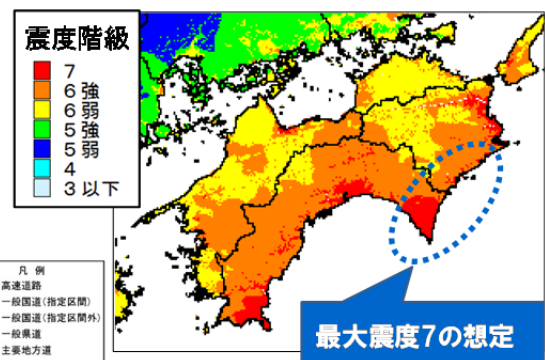 震度階級
7
6強
6弱
5強
5弱
4
3以下
凡 例
高速道路
一般国道(指定区間)
一般国道(指定区間外)
一般県道
主要地方道
最大震度7の想定